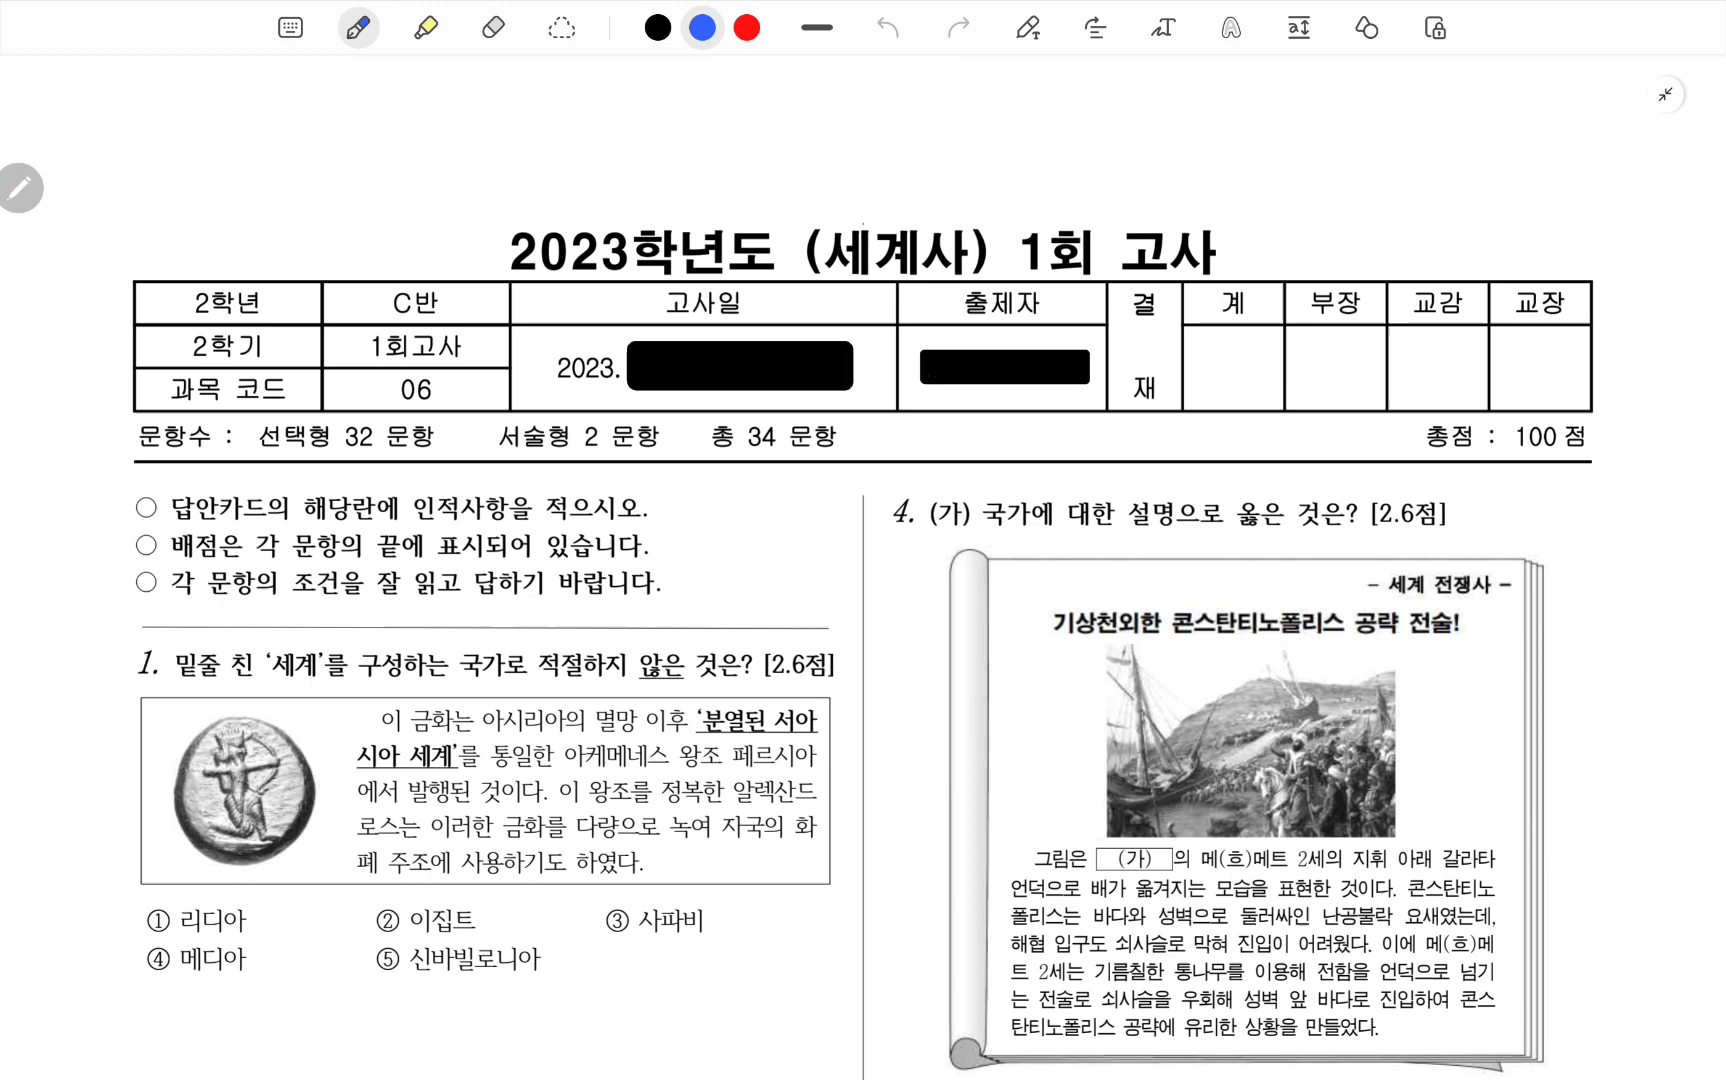 2023학년도 (세계사) 1회 고사
2학년 C반 고사일 출제자 결재 계 부장 교감 교장
2학기 1회고사 2023.
과목 코드 06
문항수 : 선택형 32 문항 서술형 2 문항 총 34 문항 총점 : 100 점
○ 답안카드의 해당란에 인적사항을 적으시오.
○ 배점은 각 문항의 끝에 표시되어 있습니다.
○ 각 문항의 조건을 잘 읽고 답하기 바랍니다.
1. 밑줄 친 ‘세계’를 구성하는 국가로 적절하지 않은 것은? [2.6점]
이 금화는 아시리아의 멸망 이후 ‘분열된 서아
시아 세계’를 통일한 아케메네스 왕조 페르시아
에서 발행된 것이다. 이 왕조를 정복한 알렉산드
로스는 이러한 금화를 다량으로 녹여 자국의 화
폐 주조에 사용하기도 하였다.
① 리디아 ② 이집트 ③ 사파비
④ 메디아 ⑤ 신바빌로니아
4. (가) 국가에 대한 설명으로 옳은 것은? [2.6점]
- 세계 전쟁사 -
기상천외한 콘스탄티노폴리스 공략 전술!
그림은 (가) 의 메(흐)메트 2세의 지휘 아래 갈라타
언덕으로 배가 옮겨지는 모습을 표현한 것이다. 콘스탄티노
폴리스는 바다와 성벽으로 둘러싸인 난공불락 요새였는데,
해협 입구도 쇠사슬로 막혀 진입이 어려웠다. 이에 메(흐)메
트 2세는 기름칠한 통나무를 이용해 전함을 언덕으로 넘기
는 전술로 쇠사슬을 우회해 성벽 앞 바다로 진입하여 콘스
탄티노폴리스 공략에 유리한 상황을 만들었다.